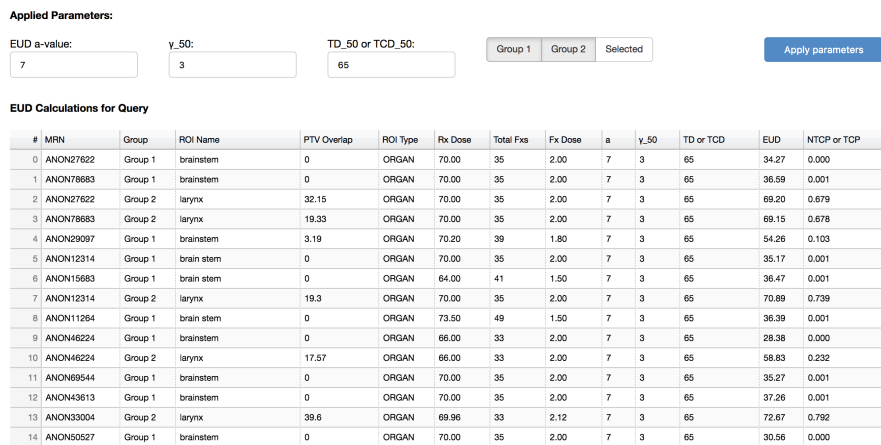 Applied Parameters:
EUD a-value: γ_50: TD_50 or TCD_50:
7 3 65 Group 1 Group 2 Selected Apply parameters
EUD Calculations for Query
# MRN Group ROI Name PTV Overlap ROI Type Rx Dose Total Fxs Fx Dose a γ_50 TD or TCD EUD NTCP or TCP
0 ANON27622 Group 1 brainstem 0 ORGAN 70.00 35 2.00 7 3 65 34.27 0.000
1 ANON78683 Group 1 brainstem 0 ORGAN 70.00 35 2.00 7 3 65 36.59 0.001
2 ANON27622 Group 2 larynx 32.15 ORGAN 70.00 35 2.00 7 3 65 69.20 0.679
3 ANON78683 Group 2 larynx 19.33 ORGAN 70.00 35 2.00 7 3 65 69.15 0.678
4 ANON29097 Group 1 brainstem 3.19 ORGAN 70.20 39 1.80 7 3 65 54.26 0.103
5 ANON12314 Group 1 brain stem 0 ORGAN 70.00 35 2.00 7 3 65 35.17 0.001
6 ANON15683 Group 1 brain stem 0 ORGAN 64.00 41 1.50 7 3 65 36.47 0.001
7 ANON12314 Group 2 larynx 19.3 ORGAN 70.00 35 2.00 7 3 65 70.89 0.739
8 ANON11264 Group 1 brain stem 0 ORGAN 73.50 49 1.50 7 3 65 36.39 0.001
9 ANON46224 Group 1 brainstem 0 ORGAN 66.00 33 2.00 7 3 65 28.38 0.000
10 ANON46224 Group 2 larynx 17.57 ORGAN 66.00 33 2.00 7 3 65 58.83 0.232
11 ANON69544 Group 1 brainstem 0 ORGAN 70.00 35 2.00 7 3 65 35.27 0.001
12 ANON43613 Group 1 brainstem 0 ORGAN 70.00 35 2.00 7 3 65 37.26 0.001
13 ANON33004 Group 2 larynx 39.6 ORGAN 69.96 33 2.12 7 3 65 72.67 0.792
14 ANON50527 Group 1 brainstem 0 ORGAN 70.00 35 2.00 7 3 65 30.56 0.000